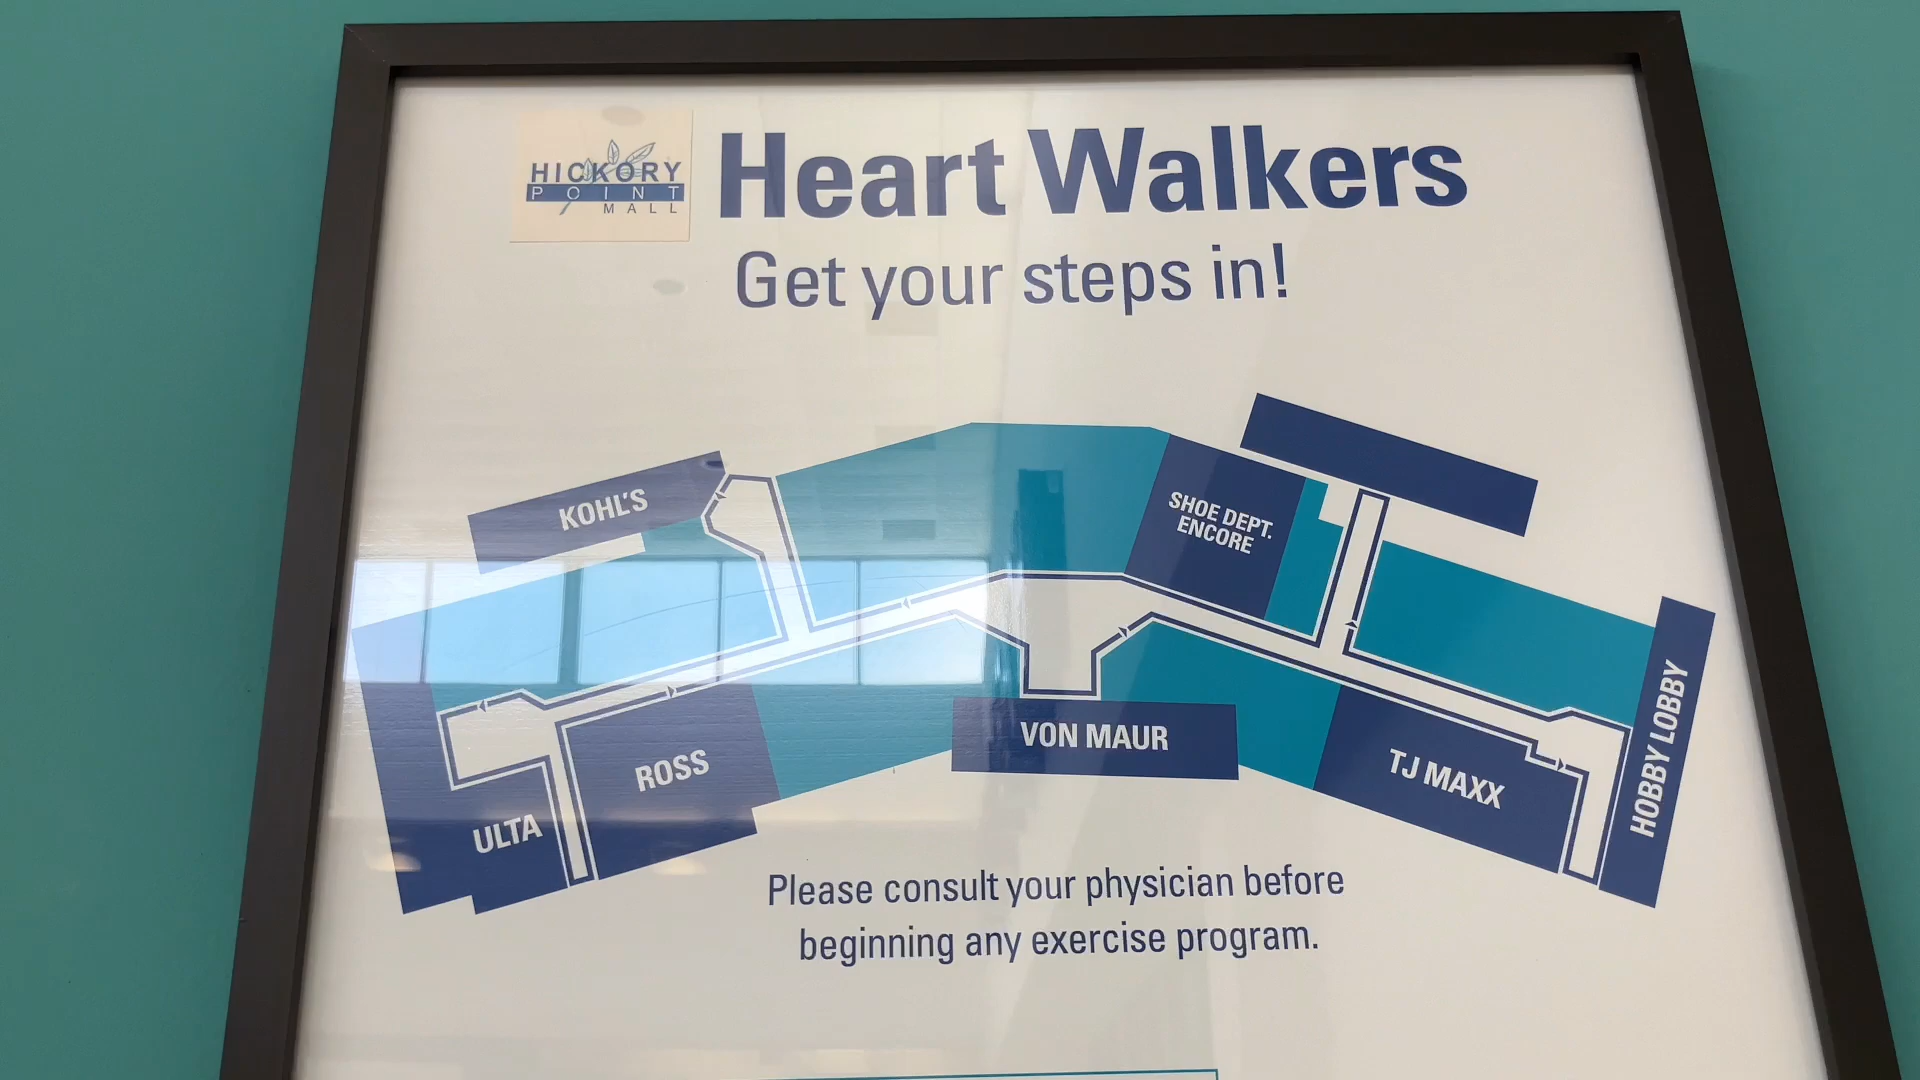 HICKORY
POINT
MALL
Heart Walkers
Get your steps in!
KOHL'S
SHOE DEPT.
ENCORE
HOBBY LOBBY
VON MAUR
ROSS
TJ MAXX
ULTA
Please consult your physician before
beginning any exercise program.